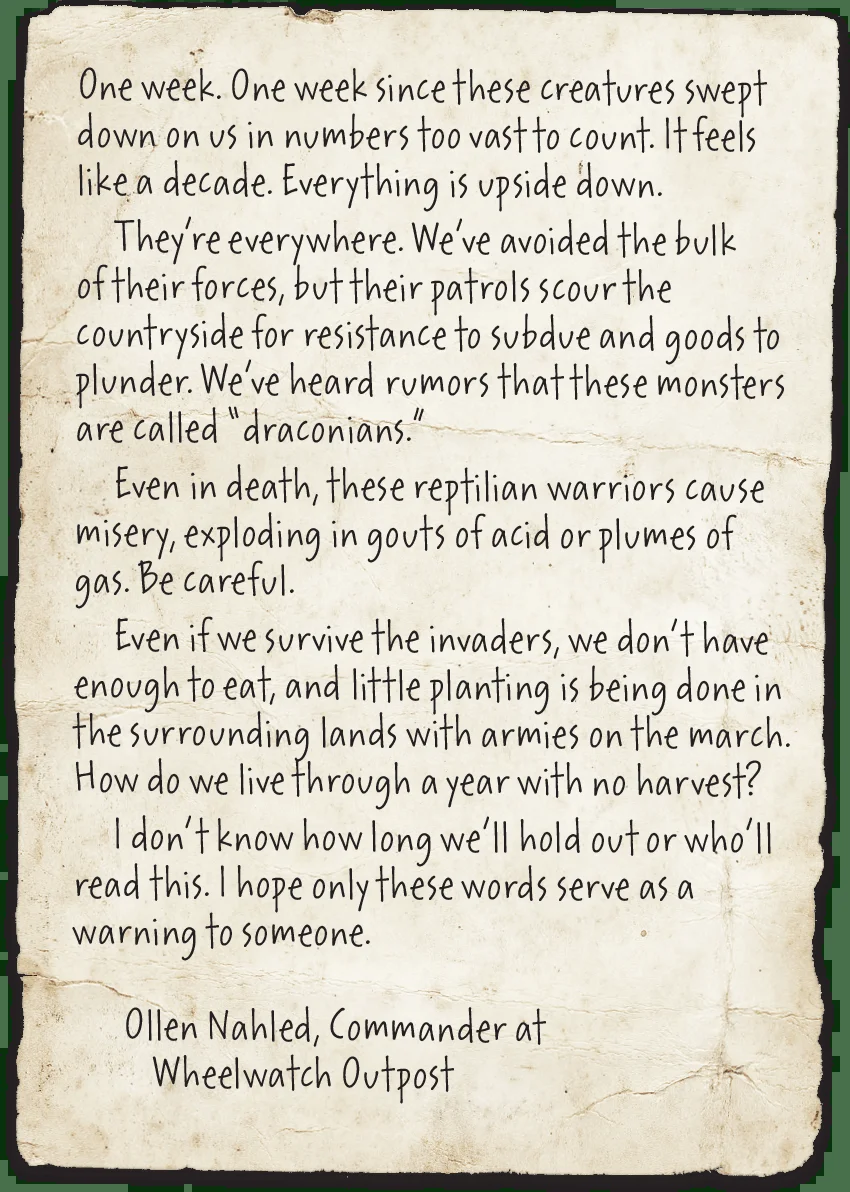 One week. One week since these creatures swept
down on us in numbers too vast to count. It feels
like a decade. Everything is upside down.
They're everywhere. We've avoided the bulk
of their forces, but their patrols scour the
countryside for resistance to subdue and goods to
plunder. We've heard rumors that these monsters
are called "draconians."
Even in death, these reptilian warriors cause
misery, exploding in gouts of acid or plumes of
gas. Be careful.
Even if we survive the invaders, we don't have
enough to eat, and little planting is being done in
the surrounding lands with armies on the march.
How do we live through a year with no harvest?
I don't know how long we'll hold out or who'll
read this. I hope only these words serve as a
warning to someone.
Ollen Nahled, Commander at
Wheelwatch Outpost